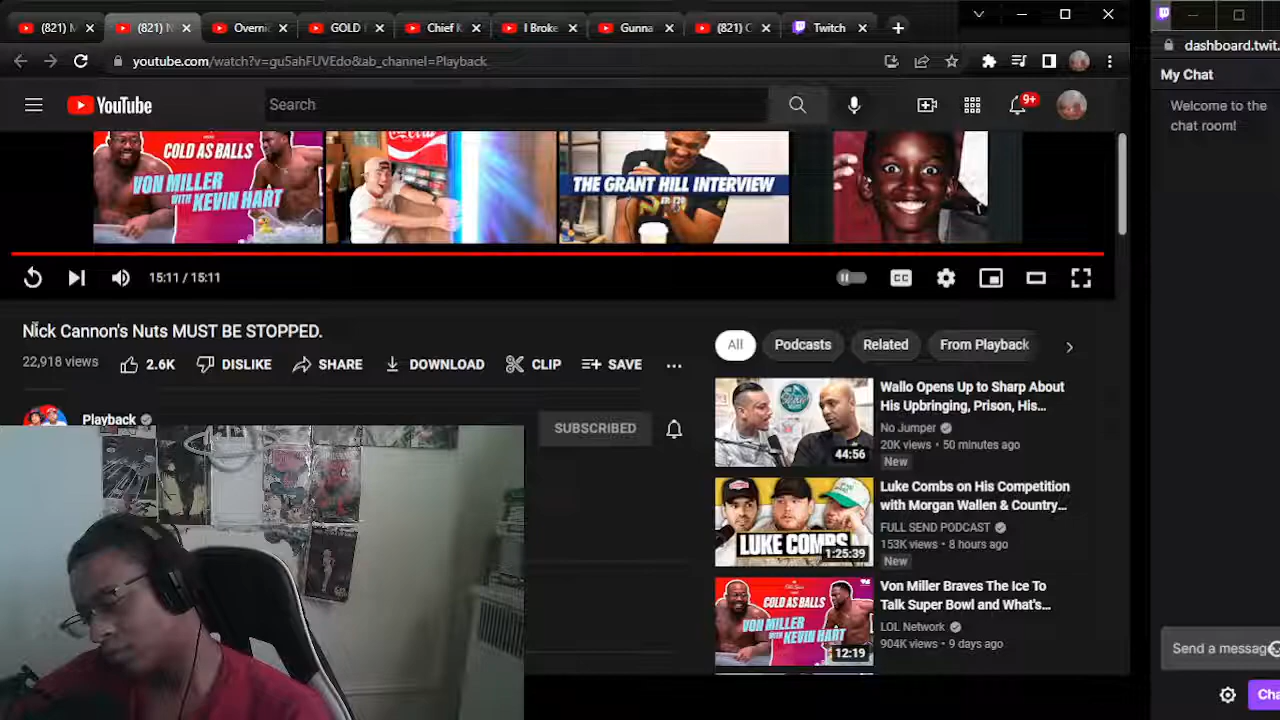 (821) M
(821) N
Overni
GOLD F
Chief K
I Broke
Gunna
(821) C
Twitch
youtube.com/watch?v=gu5ahFUVEdo&ab_channel=Playback
dashboard.twit
My Chat
Welcome to the
chat room!
YouTube
Search
9+
COLD AS BALLS
VON MILLER
WITH KEVIN HART
THE GRANT HILL INTERVIEW
15:11 / 15:11
CC
Nick Cannon's Nuts MUST BE STOPPED.
22,918 views
2.6K
DISLIKE
SHARE
DOWNLOAD
CLIP
SAVE
Playback
SUBSCRIBED
All
Podcasts
Related
From Playback
Wallo Opens Up to Sharp About
His Upbringing, Prison, His...
No Jumper
20K views • 50 minutes ago
New
44:56
Luke Combs on His Competition
with Morgan Wallen & Country...
FULL SEND PODCAST
153K views • 8 hours ago
New
LUKE COMBS
1:25:39
Von Miller Braves The Ice To
Talk Super Bowl and What's...
LOL Network
904K views • 9 days ago
COLD AS BALLS
VON MILLER
WITH KEVIN HART
12:19
Send a message
Cha